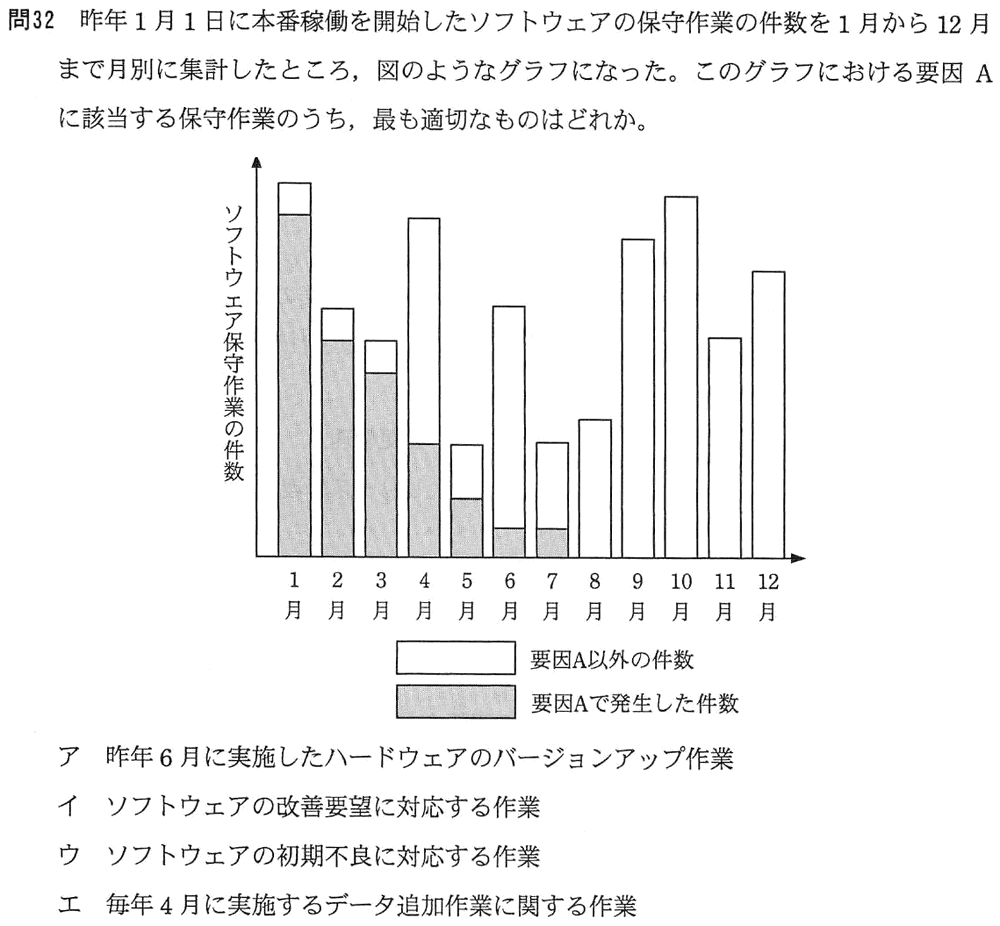 問32 昨年1月1日に本番稼働を開始したソフトウェアの保守作業の件数を1月から12月
まで月別に集計したところ，図のようなグラフになった。このグラフにおける要因A
に該当する保守作業のうち，最も適切なものはどれか。
ソフトウェア保守作業の件数
1 2 3 4 5 6 7 8 9 10 11 12
月 月 月 月 月 月 月 月 月 月 月 月
要因A以外の件数
要因Aで発生した件数
ア 昨年6月に実施したハードウェアのバージョンアップ作業
イ ソフトウェアの改善要望に対応する作業
ウ ソフトウェアの初期不良に対応する作業
エ 毎年4月に実施するデータ追加作業に関する作業